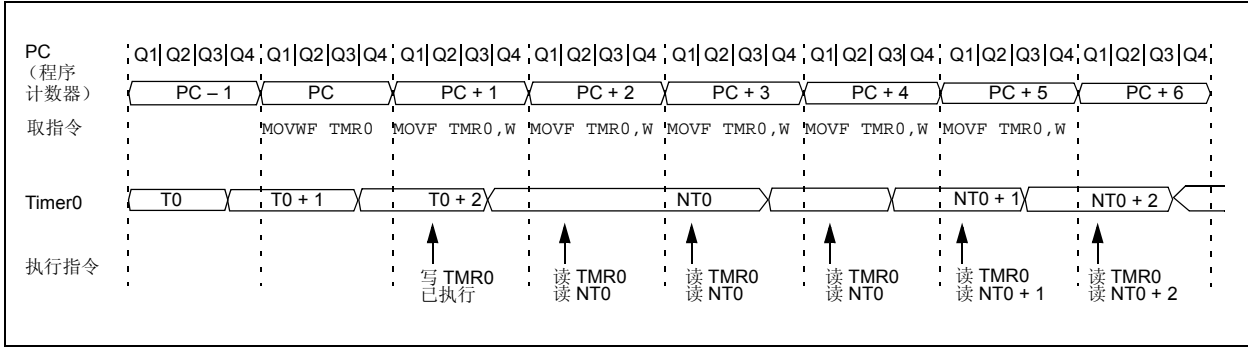 PC
（程序
计数器）
Q1 Q2 Q3 Q4 Q1 Q2 Q3 Q4 Q1 Q2 Q3 Q4 Q1 Q2 Q3 Q4 Q1 Q2 Q3 Q4 Q1 Q2 Q3 Q4 Q1 Q2 Q3 Q4 Q1 Q2 Q3 Q4
PC – 1 PC PC + 1 PC + 2 PC + 3 PC + 4 PC + 5 PC + 6
取指令 MOVWF TMR0 MOVF TMR0,W MOVF TMR0,W MOVF TMR0,W MOVF TMR0,W MOVF TMR0,W
Timer0 T0 T0 + 1 T0 + 2 NT0 NT0 + 1 NT0 + 2
执行指令
写 TMR0 读 TMR0 读 TMR0 读 TMR0 读 TMR0 读 TMR0
已执行 读 NT0 读 NT0 读 NT0 读 NT0 + 1 读 NT0 + 2